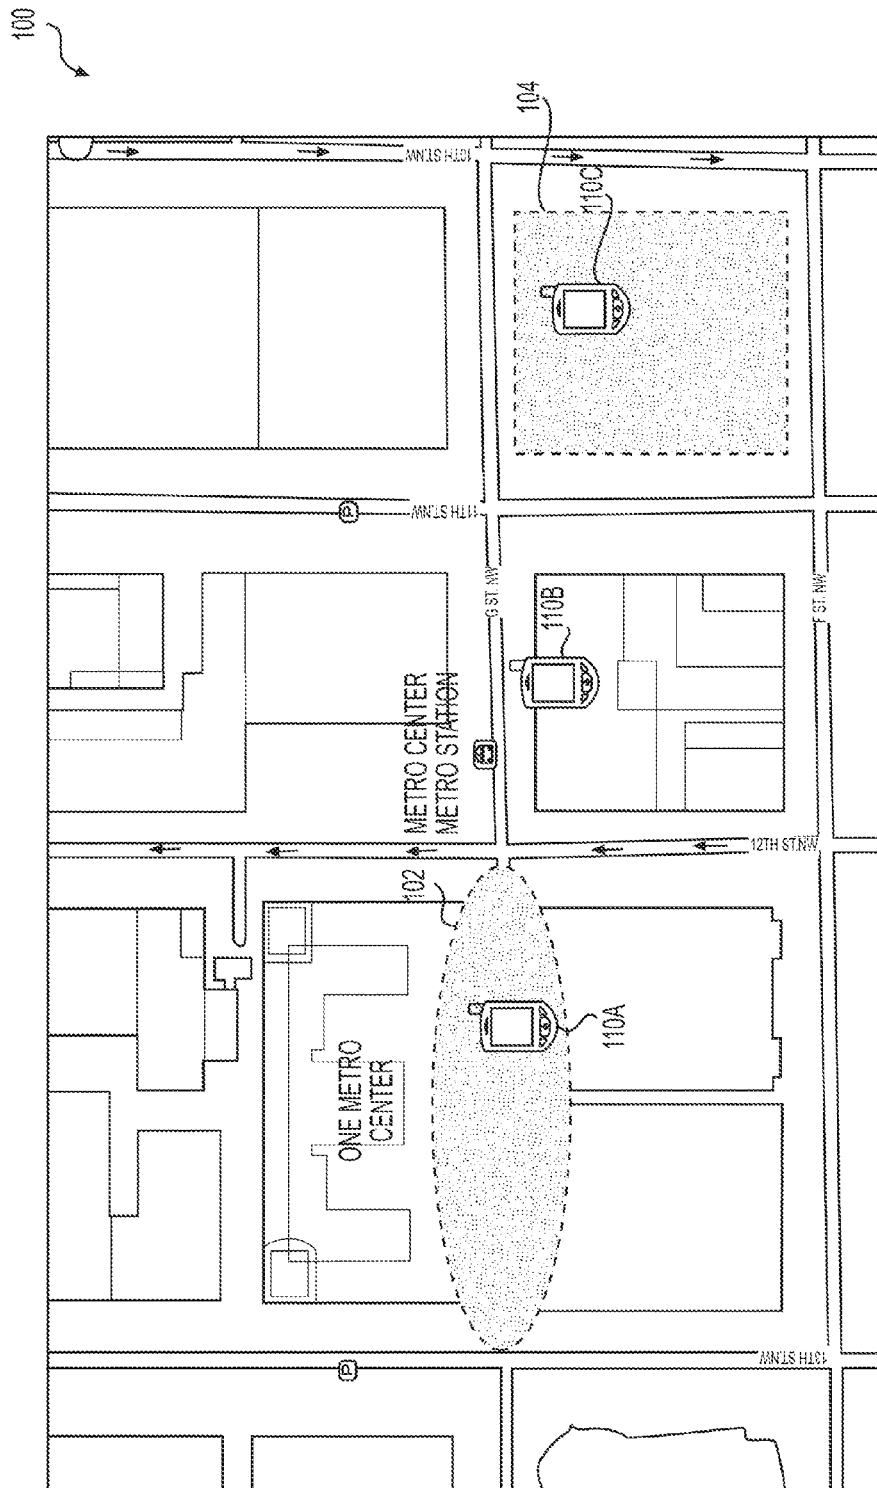 100
104
10TH ST.NW
110C
P
11TH ST.NW
G ST. NW
F ST. NW
110B
METRO CENTER
METRO STATION
12TH ST.NW
102
110A
ONE METRO
CENTER
P
13TH ST.NW